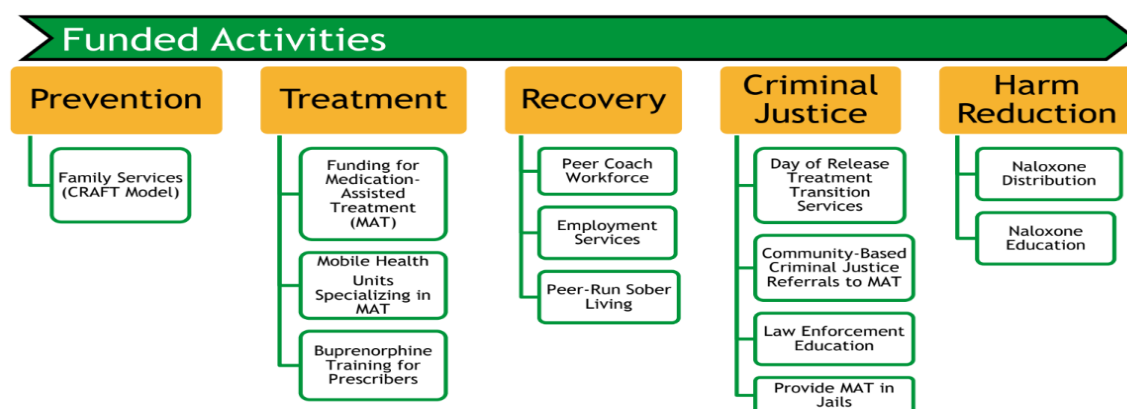 Funded Activities
Prevention
Family Services
(CRAFT Model)
Treatment
Funding for
Medication-
Assisted
Treatment
(MAT)
Mobile Health
Units
Specializing in
MAT
Buprenorphine
Training for
Prescribers
Recovery
Peer Coach
Workforce
Employment
Services
Peer-Run Sober
Living
Criminal
Justice
Day of Release
Treatment
Transition
Services
Community-Based
Criminal Justice
Referrals to MAT
Law Enforcement
Education
Provide MAT in
Jails
Harm
Reduction
Naloxone
Distribution
Naloxone
Education